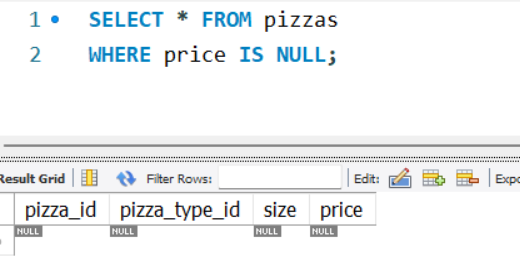 1 SELECT * FROM pizzas
2 WHERE price IS NULL;
Result Grid Filter Rows: Edit:
pizza_id pizza_type_id size price
NULL NULL NULL NULL